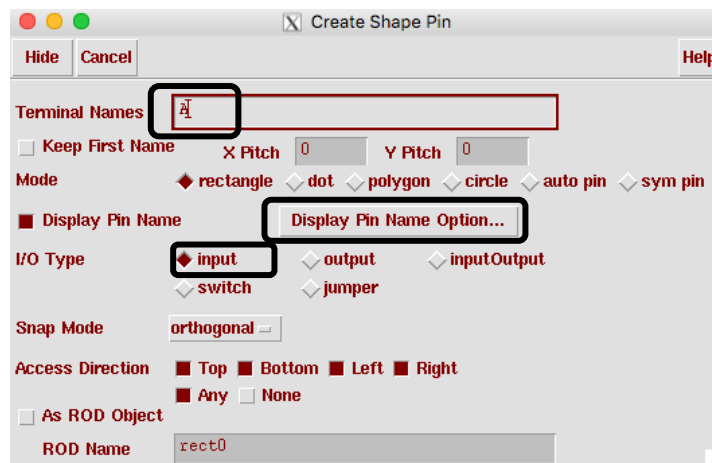 Create Shape Pin
Hide Cancel Help
Terminal Names A
Keep First Name X Pitch 0 Y Pitch 0
Mode rectangle dot polygon circle auto pin sym pin
Display Pin Name Display Pin Name Option...
I/O Type input output inputOutput
switch jumper
Snap Mode orthogonal
Access Direction Top Bottom Left Right
Any None
As ROD Object
ROD Name rect0